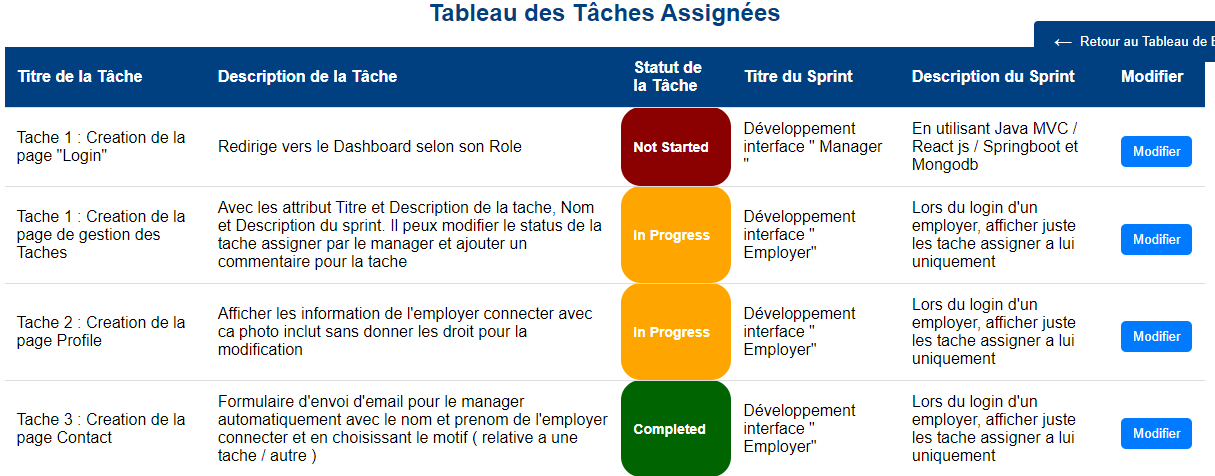 Tableau des Tâches Assignées
← Retour au Tableau de
Titre de la Tâche
Description de la Tâche
Statut de
la Tâche
Titre du Sprint
Description du Sprint
Modifier
Tache 1 : Creation de la
page "Login"
Redirige vers le Dashboard selon son Role
Not Started
Développement
interface " Manager
"
En utilisant Java MVC /
React js / Springboot et
Mongodb
Modifier
Tache 1 : Creation de la
page de gestion des
Taches
Avec les attribut Titre et Description de la tache, Nom
et Description du sprint. Il peux modifier le status de la
tache assigner par le manager et ajouter un
commentaire pour la tache
In Progress
Développement
interface "
Employer"
Lors du login d'un
employer, afficher juste
les tache assigner a lui
uniquement
Modifier
Tache 2 : Creation de la
page Profile
Afficher les information de l'employer connecter avec
ca photo inclut sans donner les droit pour la
modification
In Progress
Développement
interface "
Employer"
Lors du login d'un
employer, afficher juste
les tache assigner a lui
uniquement
Modifier
Tache 3 : Creation de la
page Contact
Formulaire d'envoi d'email pour le manager
automatiquement avec le nom et prenom de l'employer
connecter et en choisissant le motif ( relative a une
tache / autre )
Completed
Développement
interface "
Employer"
Lors du login d'un
employer, afficher juste
les tache assigner a lui
uniquement
Modifier